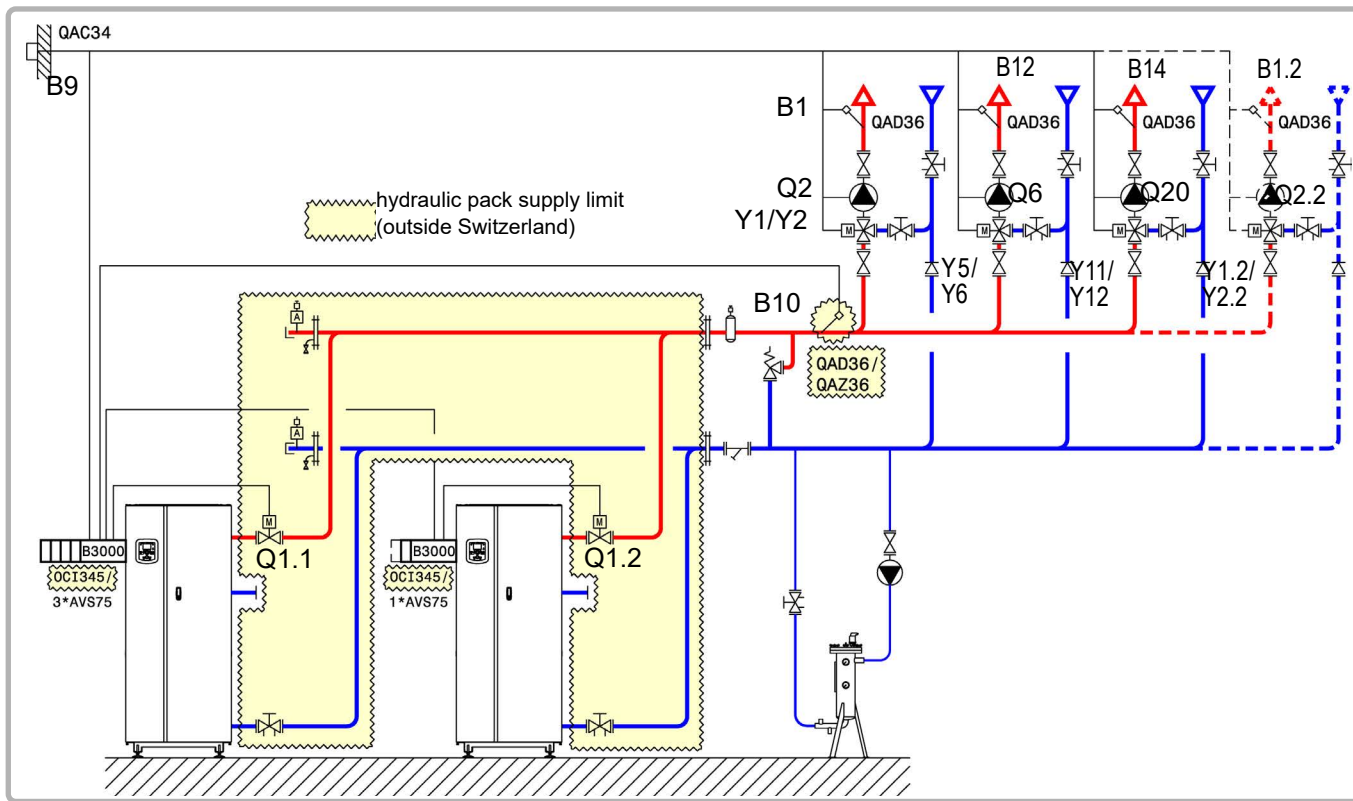 QAC34
B9
B12
B14
B1.2
B1
QAD36
QAD36
QAD36
QAD36
hydraulic pack supply limit
(outside Switzerland)
Q2
Q6
Q20
Q2.2
Y1/Y2
M
M
M
M
Y5/
Y6
Y11/
Y12
Y1.2/
Y2.2
B10
A
QAD36/
QAZ36
A
M
M
B3000
Q1.1
B3000
Q1.2
OCI345/
3*AVS75
OCI345/
1*AVS75